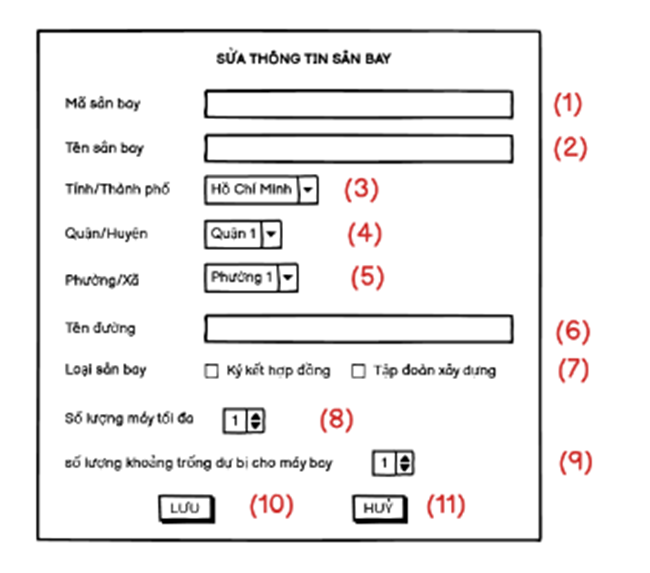 SỬA THÔNG TIN SÂN BAY
Mã sân bay (1)
Tên sân bay (2)
Tỉnh/Thành phố Hồ Chí Minh (3)
Quận/Huyện Quận 1 (4)
Phường/Xã Phường 1 (5)
Tên đường (6)
Loại sân bay Ký kết hợp đồng Tập đoàn xây dựng (7)
Số lượng máy tối đa 1 (8)
số lượng khoảng trống dự bị cho máy bay 1 (9)
LƯU (10) HUỶ (11)